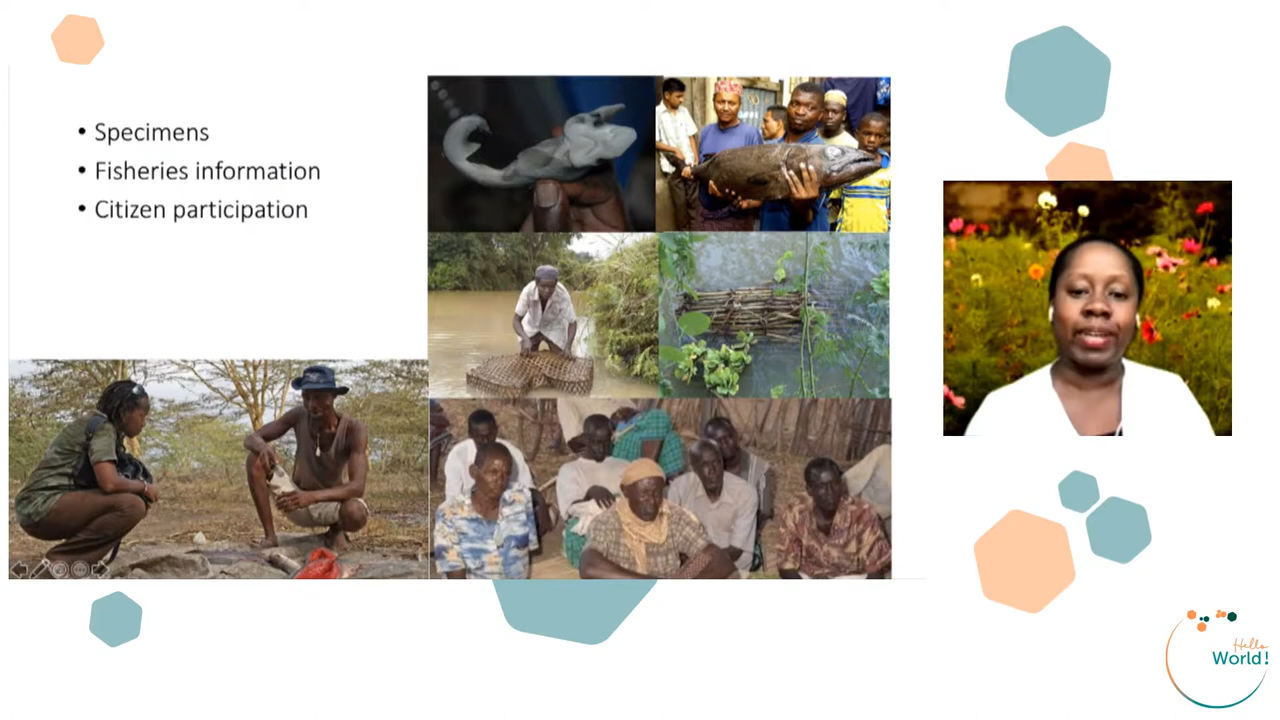 • Specimens
• Fisheries information
• Citizen participation
Hello
World!